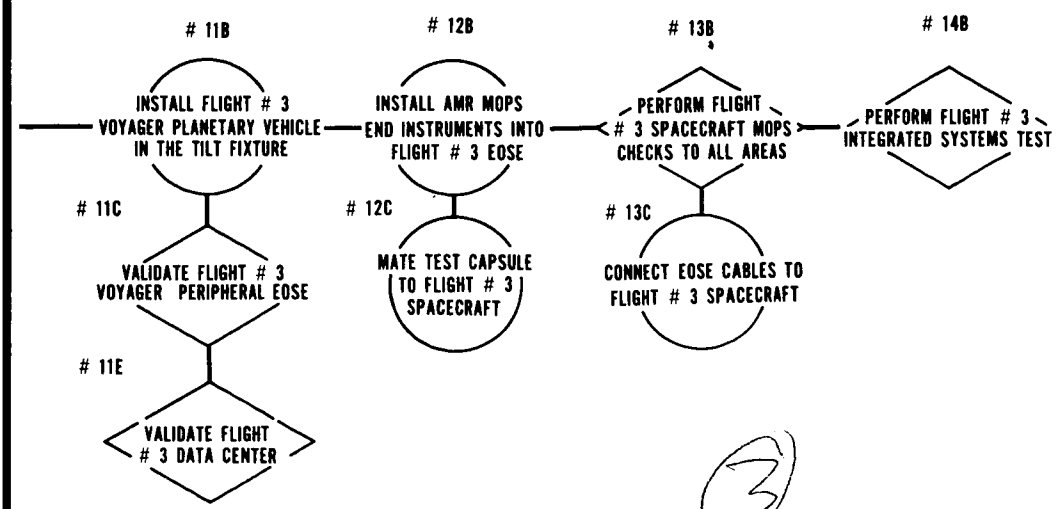 # 11B
# 12B
# 13B
# 14B
INSTALL FLIGHT # 3
VOYAGER PLANETARY VEHICLE
IN THE TILT FIXTURE
INSTALL AMR MOPS
END INSTRUMENTS INTO
FLIGHT # 3 EOSE
PERFORM FLIGHT
# 3 SPACECRAFT MOPS
CHECKS TO ALL AREAS
PERFORM FLIGHT # 3
INTEGRATED SYSTEMS TEST
# 11C
# 12C
# 13C
VALIDATE FLIGHT # 3
VOYAGER PERIPHERAL EOSE
MATE TEST CAPSULE
TO FLIGHT # 3
SPACECRAFT
CONNECT EOSE CABLES TO
FLIGHT # 3 SPACECRAFT
# 11E
VALIDATE FLIGHT
# 3 DATA CENTER
3